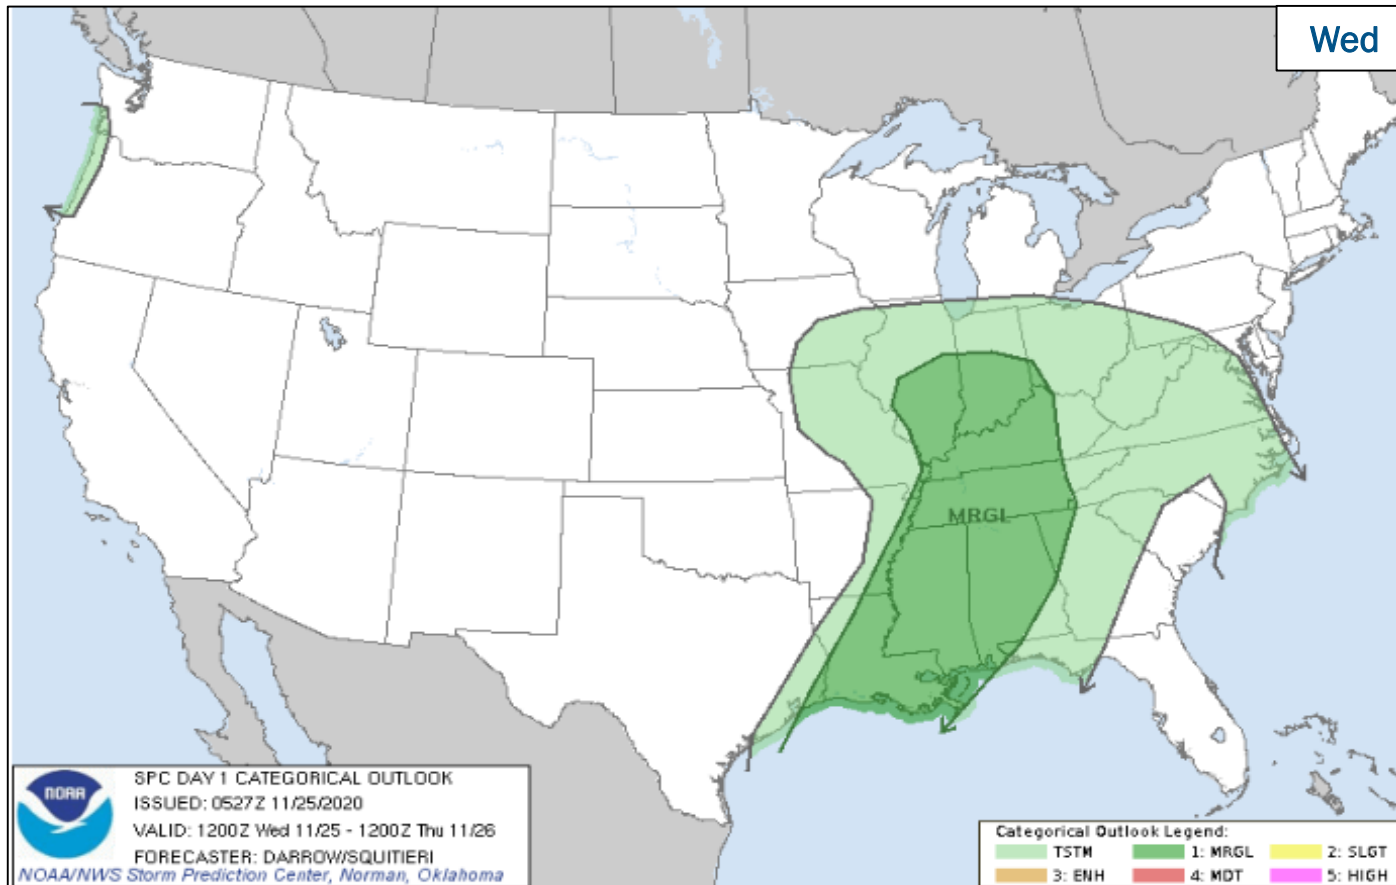 Wed
MRGL
NOAA
SPC DAY 1 CATEGORICAL OUTLOOK
ISSUED: 0527Z 11/25/2020
VALID: 1200Z Wed 11/25 - 1200Z Thu 11/26
FORECASTER: DARROW/SQUITIERI
NOAA/NWS Storm Prediction Center, Norman, Oklahoma
Categorical Outlook Legend:
TSTM 1: MRGL 2: SLGT
3: ENH 4: MDT 5: HIGH